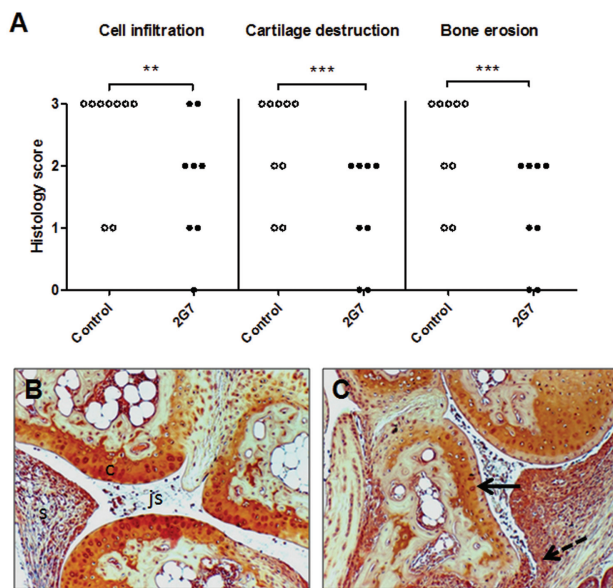 A
Cell infiltration Cartilage destruction Bone erosion
** *** ***
Histology score
3
2
1
0
Control 2G7 Control 2G7 Control 2G7
B C
c
js
s